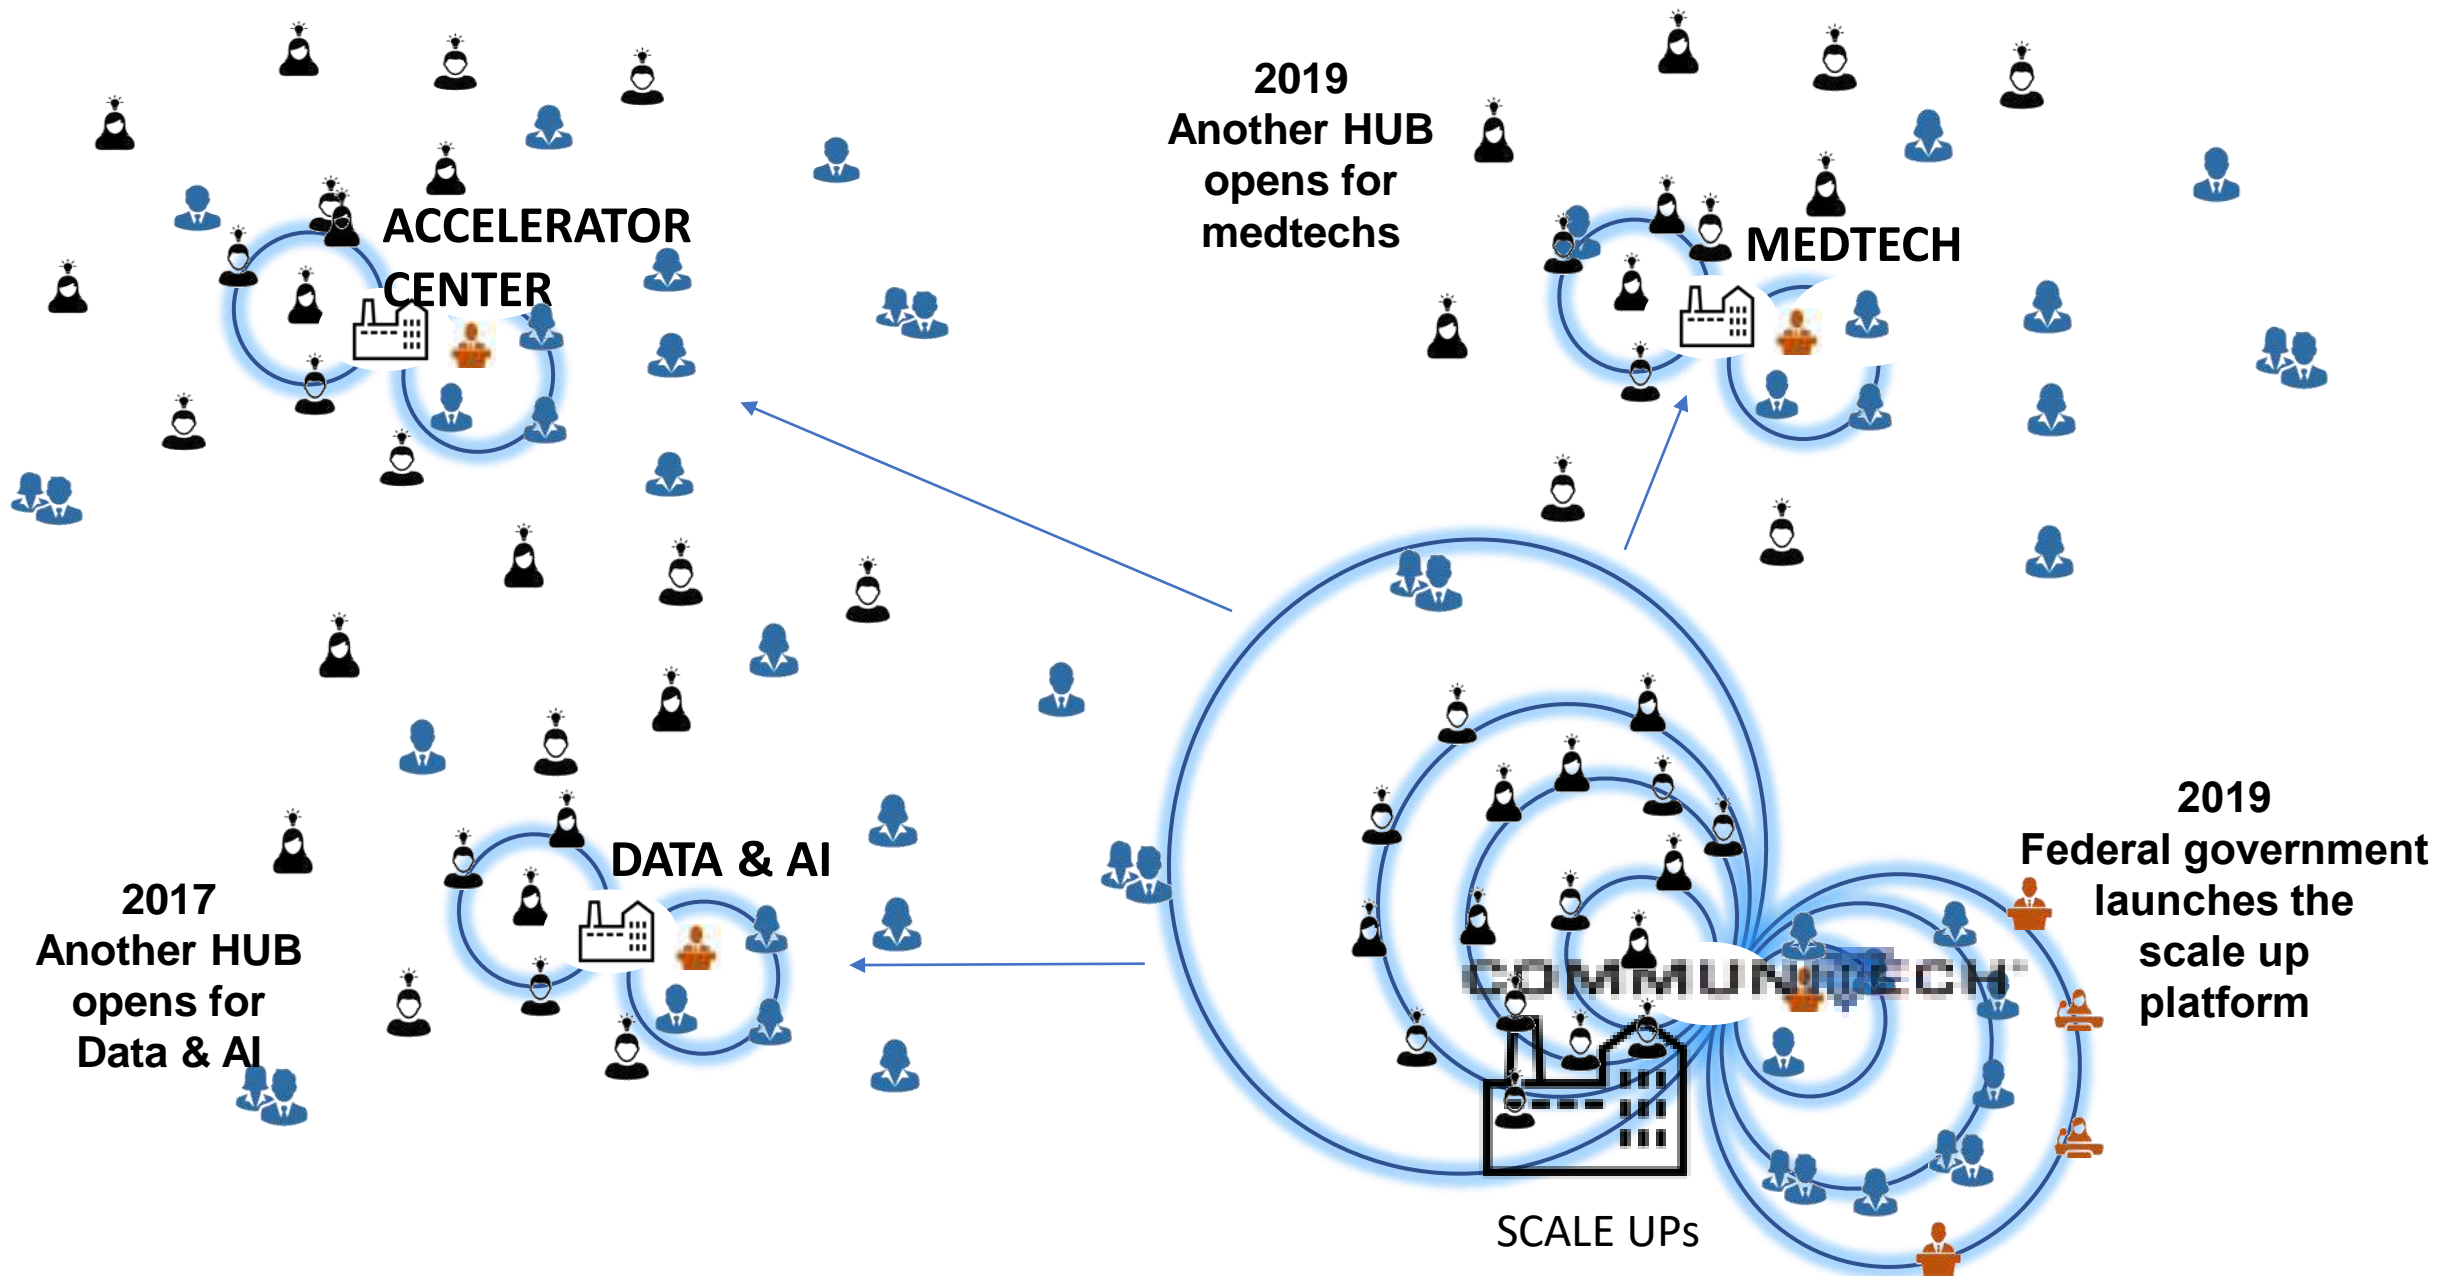 2019
Another HUB
opens for
medtechs
ACCELERATOR
CENTER
MEDTECH
2017
Another HUB
opens for
Data & AI
DATA & AI
2019
Federal government
launches the
scale up
platform
COMMUNITECH
SCALE UPs